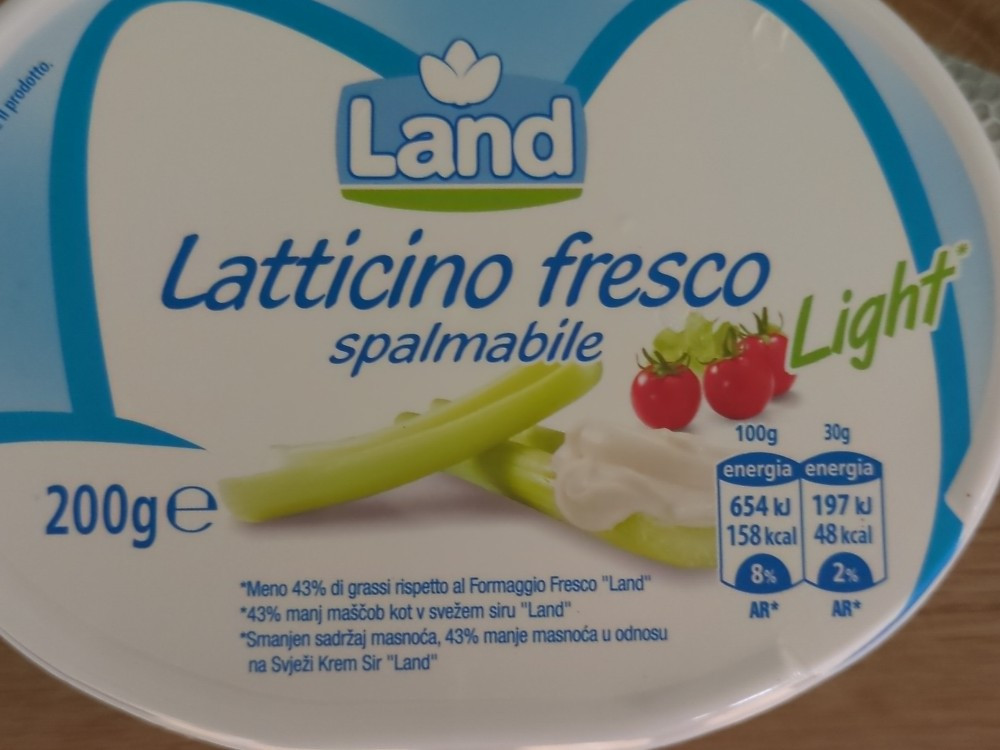 il prodotto.
Land
Latticino fresco
spalmabile
Light*
200g e
100g 30g
energia energia
654 kJ 197 kJ
158 kcal 48 kcal
8% 2%
AR* AR*
*Meno 43% di grassi rispetto al Formaggio Fresco "Land"
*43% manj maščob kot v svežem siru "Land"
*Smanjen sadržaj masnoća, 43% manje masnoća u odnosu
na Svježi Krem Sir "Land"